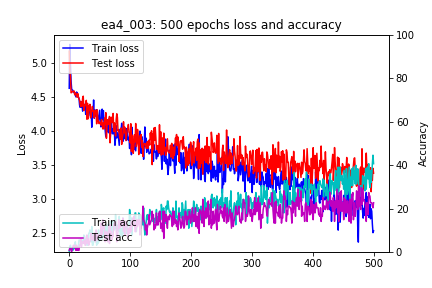 ea4_003: 500 epochs loss and accuracy
Train loss
Test loss
Train acc
Test acc
Loss
5.0
4.5
4.0
3.5
3.0
2.5
Accuracy
100
80
60
40
20
0
0 100 200 300 400 500